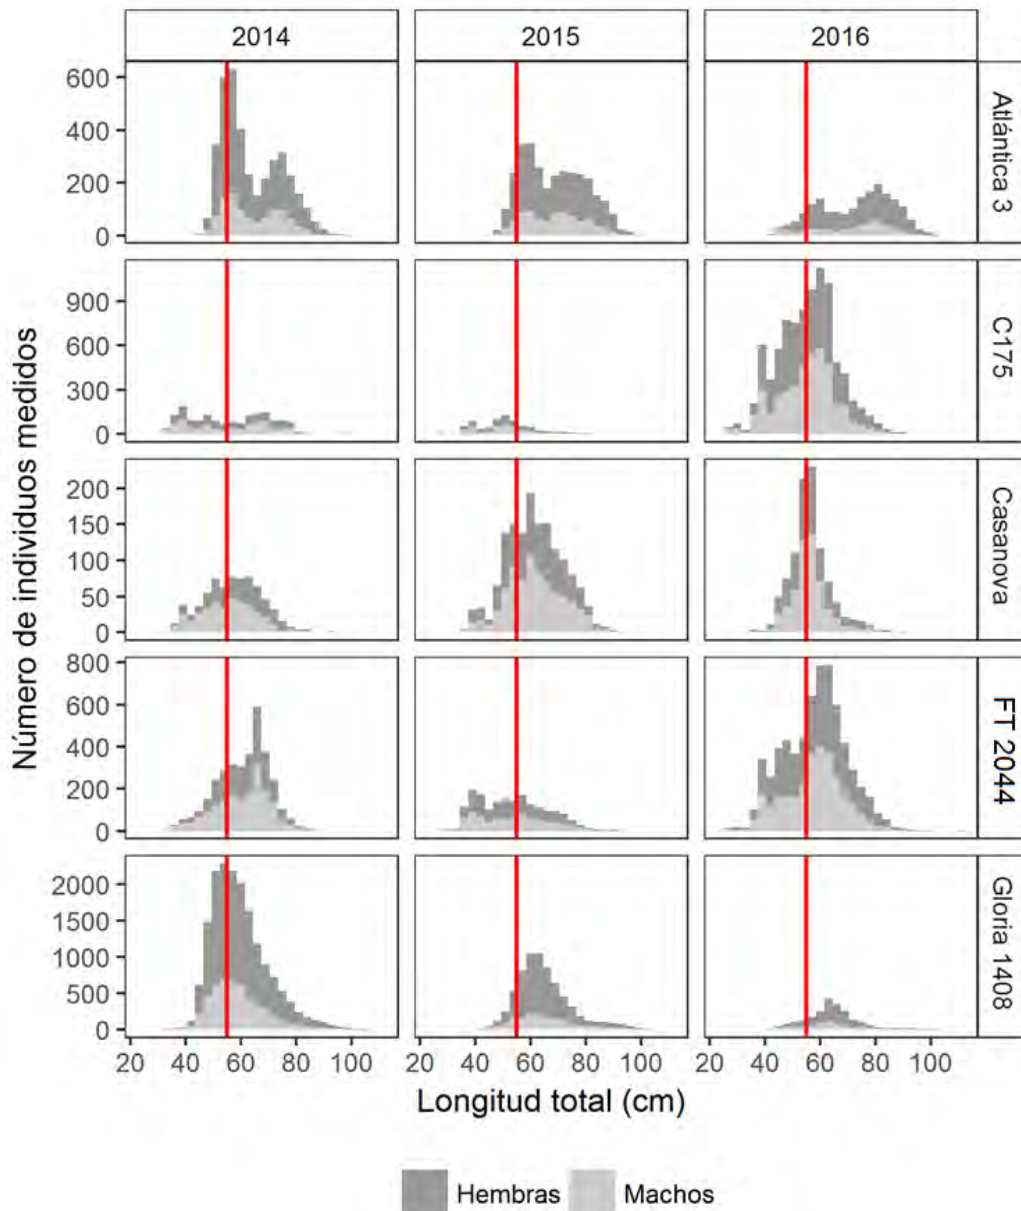 2014 2015 2016
600
400
200
0
Atlántica 3
900
600
300
0
C175
200
150
100
50
0
Casanova
800
600
400
200
0
FT 2044
2000
1500
1000
500
0
Gloria 1408
Número de individuos medidos
20 40 60 80 100 20 40 60 80 100 20 40 60 80 100
Longitud total (cm)
Hembras Machos